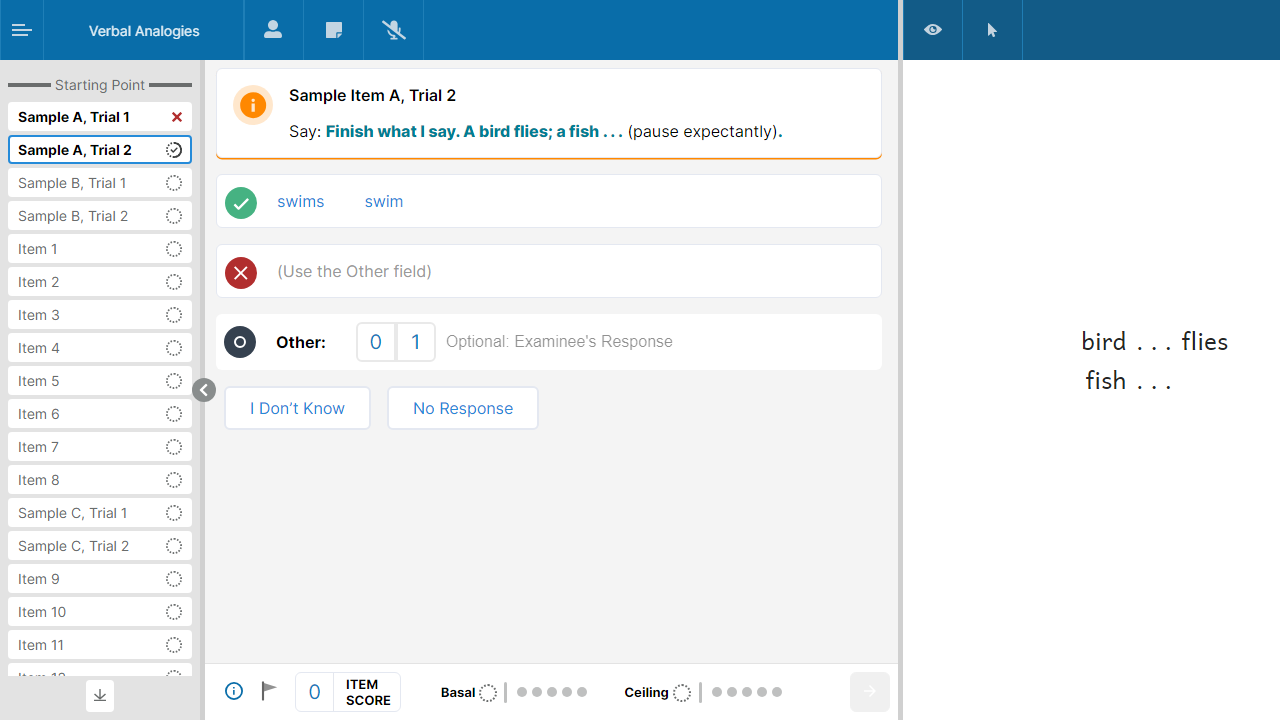 Verbal Analogies
Starting Point
Sample A, Trial 1
Sample A, Trial 2
Sample B, Trial 1
Sample B, Trial 2
Item 1
Item 2
Item 3
Item 4
Item 5
Item 6
Item 7
Item 8
Sample C, Trial 1
Sample C, Trial 2
Item 9
Item 10
Item 11
Sample Item A, Trial 2
Say: Finish what I say. A bird flies; a fish . . . (pause expectantly).
swims swim
(Use the Other field)
Other: 0 1 Optional: Examinee's Response
I Don’t Know No Response
0 ITEM SCORE
Basal Ceiling
bird . . . flies
fish . . .